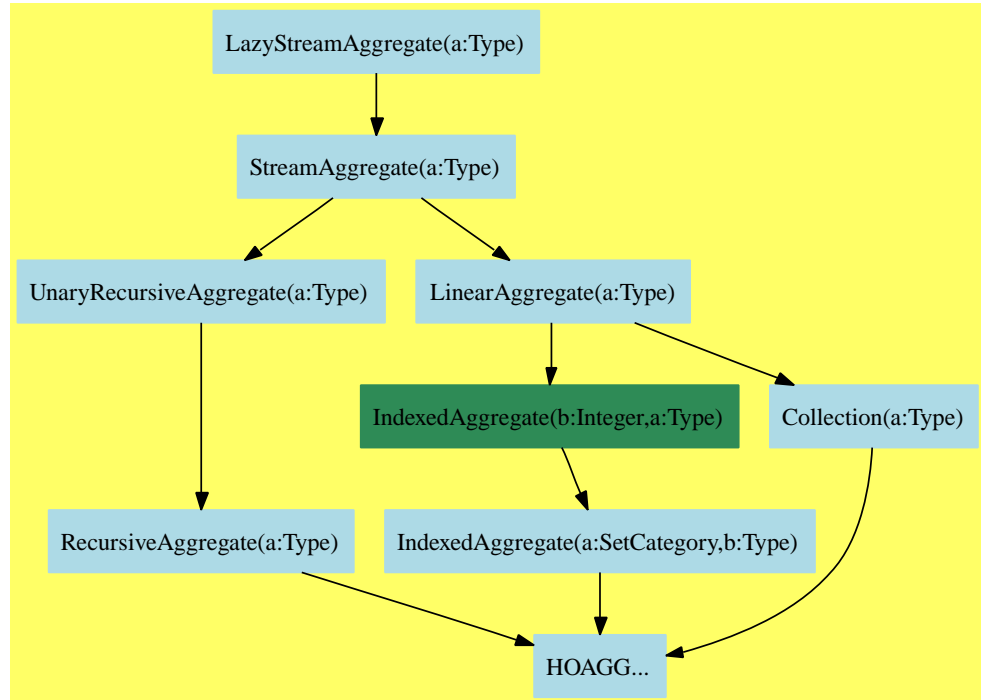 LazyStreamAggregate(a:Type)
StreamAggregate(a:Type)
UnaryRecursiveAggregate(a:Type)
LinearAggregate(a:Type)
IndexedAggregate(b:Integer,a:Type)
Collection(a:Type)
RecursiveAggregate(a:Type)
IndexedAggregate(a:SetCategory,b:Type)
HOAGG...